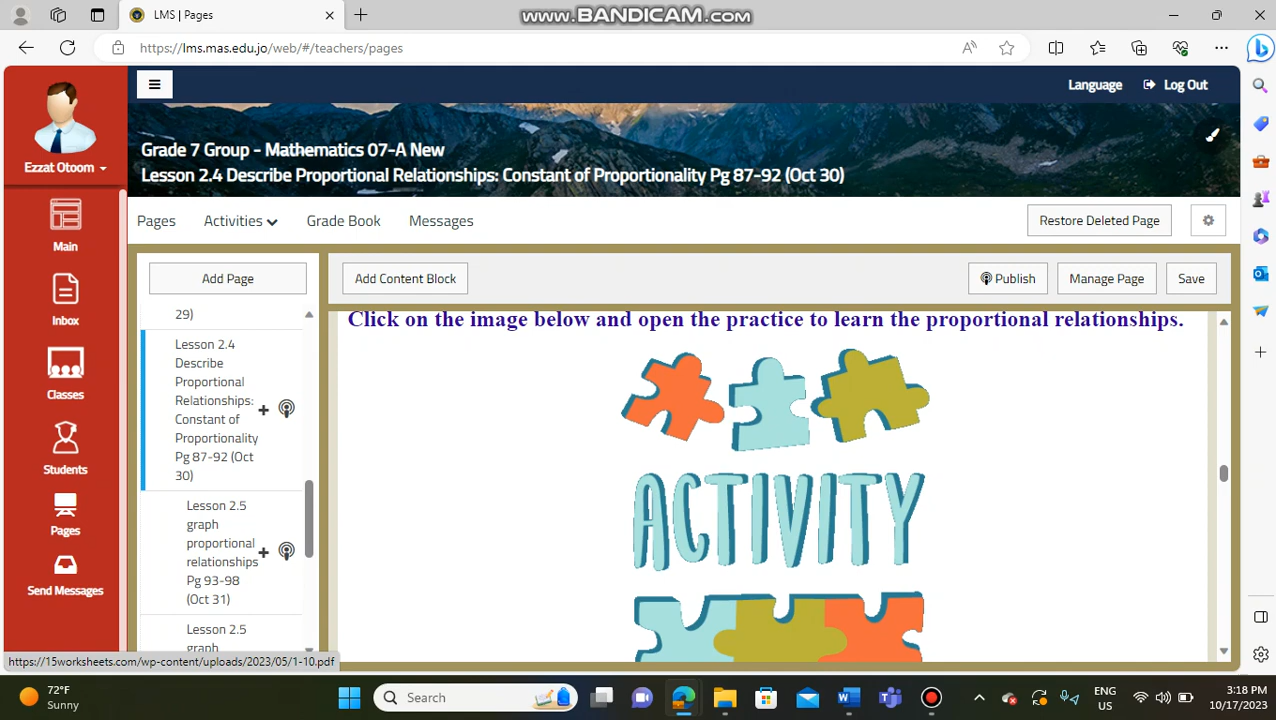 www.BANDICAM.com
LMS | Pages
https://lms.mas.edu.jo/web/#/teachers/pages
Language
Log Out
Grade 7 Group - Mathematics 07-A New
Lesson 2.4 Describe Proportional Relationships: Constant of Proportionality Pg 87-92 (Oct 30)
Ezzat Otoom
Pages
Activities
Grade Book
Messages
Restore Deleted Page
Main
Inbox
Classes
Students
Pages
Send Messages
Add Page
Add Content Block
Publish
Manage Page
Save
29)
Lesson 2.4
Describe
Proportional
Relationships:
Constant of
Proportionality
Pg 87-92 (Oct
30)
Lesson 2.5
graph
proportional
relationships
Pg 93-98
(Oct 31)
Lesson 2.5
graph
Click on the image below and open the practice to learn the proportional relationships.
ACTIVITY
https://15worksheets.com/wp-content/uploads/2023/05/1-10.pdf
72°F
Sunny
Search
ENG
US
3:18 PM
10/17/2023